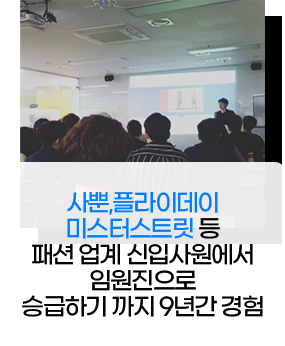 사뿐,플라이데이
미스터스트릿 등
패션 업계 신입사원에서
임원진으로
승급하기 까지 9년간 경험